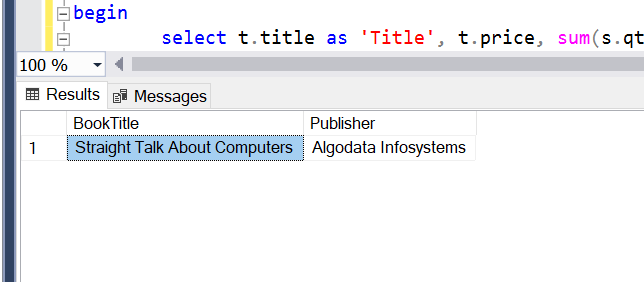 begin
select t.title as 'Title', t.price, sum(s.qt
100 %
Results Messages
BookTitle Publisher
1 Straight Talk About Computers Algodata Infosystems